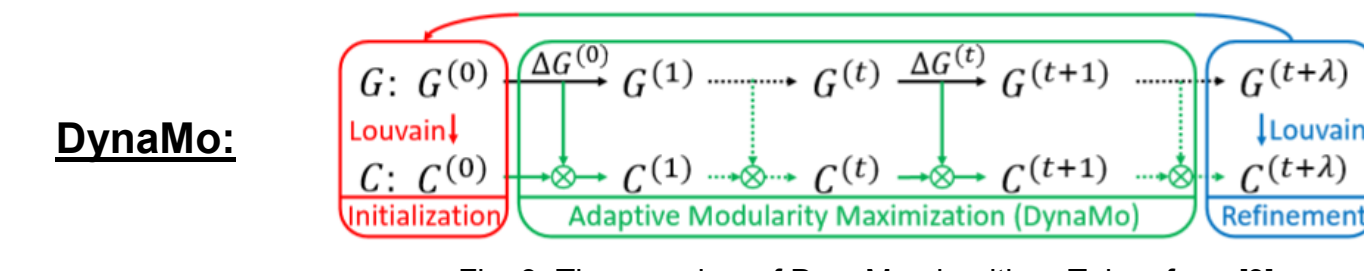 DynaMo:
G: G^(0) ΔG^(0) G^(1) G^(t) ΔG^(t) G^(t+1) G^(t+λ)
Louvain Louvain
C: C^(0) C^(1) C^(t) C^(t+1) C^(t+λ)
Initialization Adaptive Modularity Maximization (DynaMo) Refinement